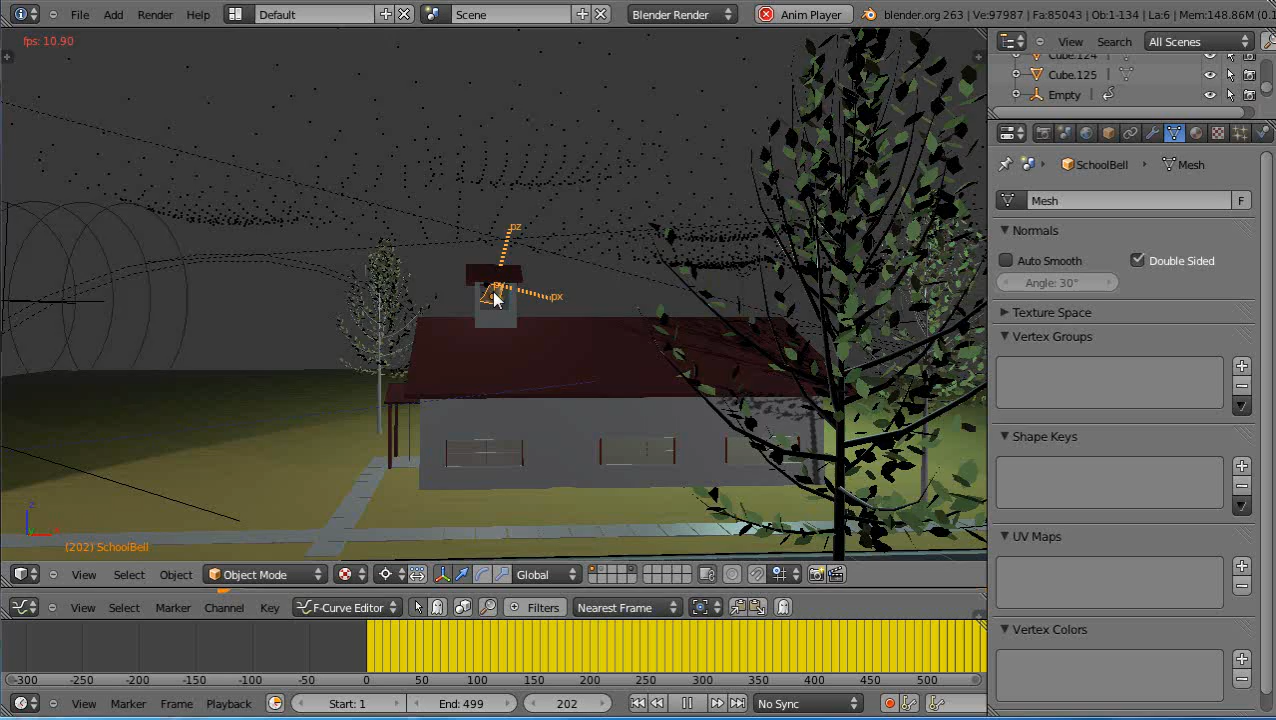 File Add Render Help Default Scene Blender Render Anim Player blender.org 263 | Ve:97987 | Fa:85043 | Ob:1-134 | La:6 | Mem:148.86M (0.1
fps: 10.90
View Search All Scenes
Cube.124
Cube.125
Empty
SchoolBell Mesh
Mesh F
Normals
Auto Smooth Double Sided
Angle: 30°
Texture Space
Vertex Groups
Shape Keys
UV Maps
Vertex Colors
pz
px
z
x
(202) SchoolBell
View Select Object Object Mode Global
View Select Marker Channel Key F-Curve Editor Filters Nearest Frame
-300 -250 -200 -150 -100 -50 0 50 100 150 200 250 300 350 400 450 500
View Marker Frame Playback Start: 1 End: 499 202 No Sync